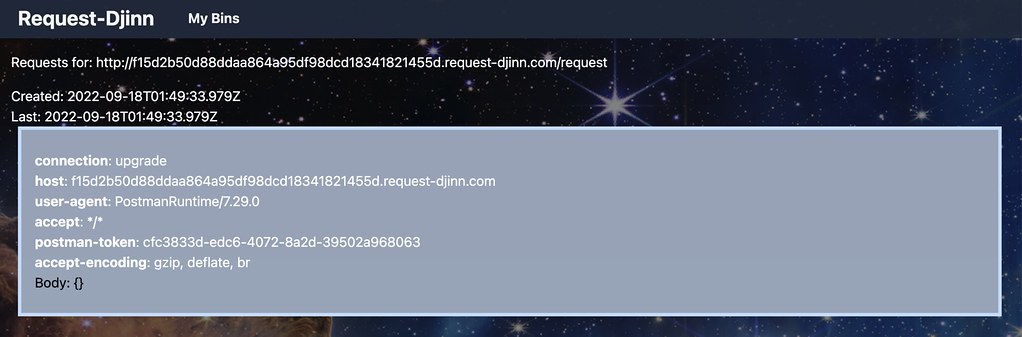 Request-Djinn My Bins
Requests for: http://f15d2b50d88ddaa864a95df98dcd18341821455d.request-djinn.com/request
Created: 2022-09-18T01:49:33.979Z
Last: 2022-09-18T01:49:33.979Z
connection: upgrade
host: f15d2b50d88ddaa864a95df98dcd18341821455d.request-djinn.com
user-agent: PostmanRuntime/7.29.0
accept: */*
postman-token: cfc3833d-edc6-4072-8a2d-39502a968063
accept-encoding: gzip, deflate, br
Body: {}